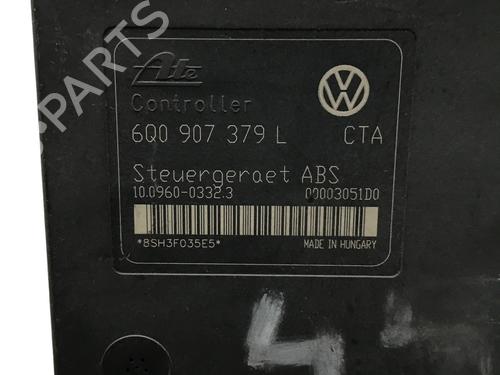 Ate
Controller
6Q0 907 379 L CTA
Steuergeraet ABS
10.0960-0332.3 00003051D0
*8SH3F035E5* MADE IN HUNGARY
PARTS